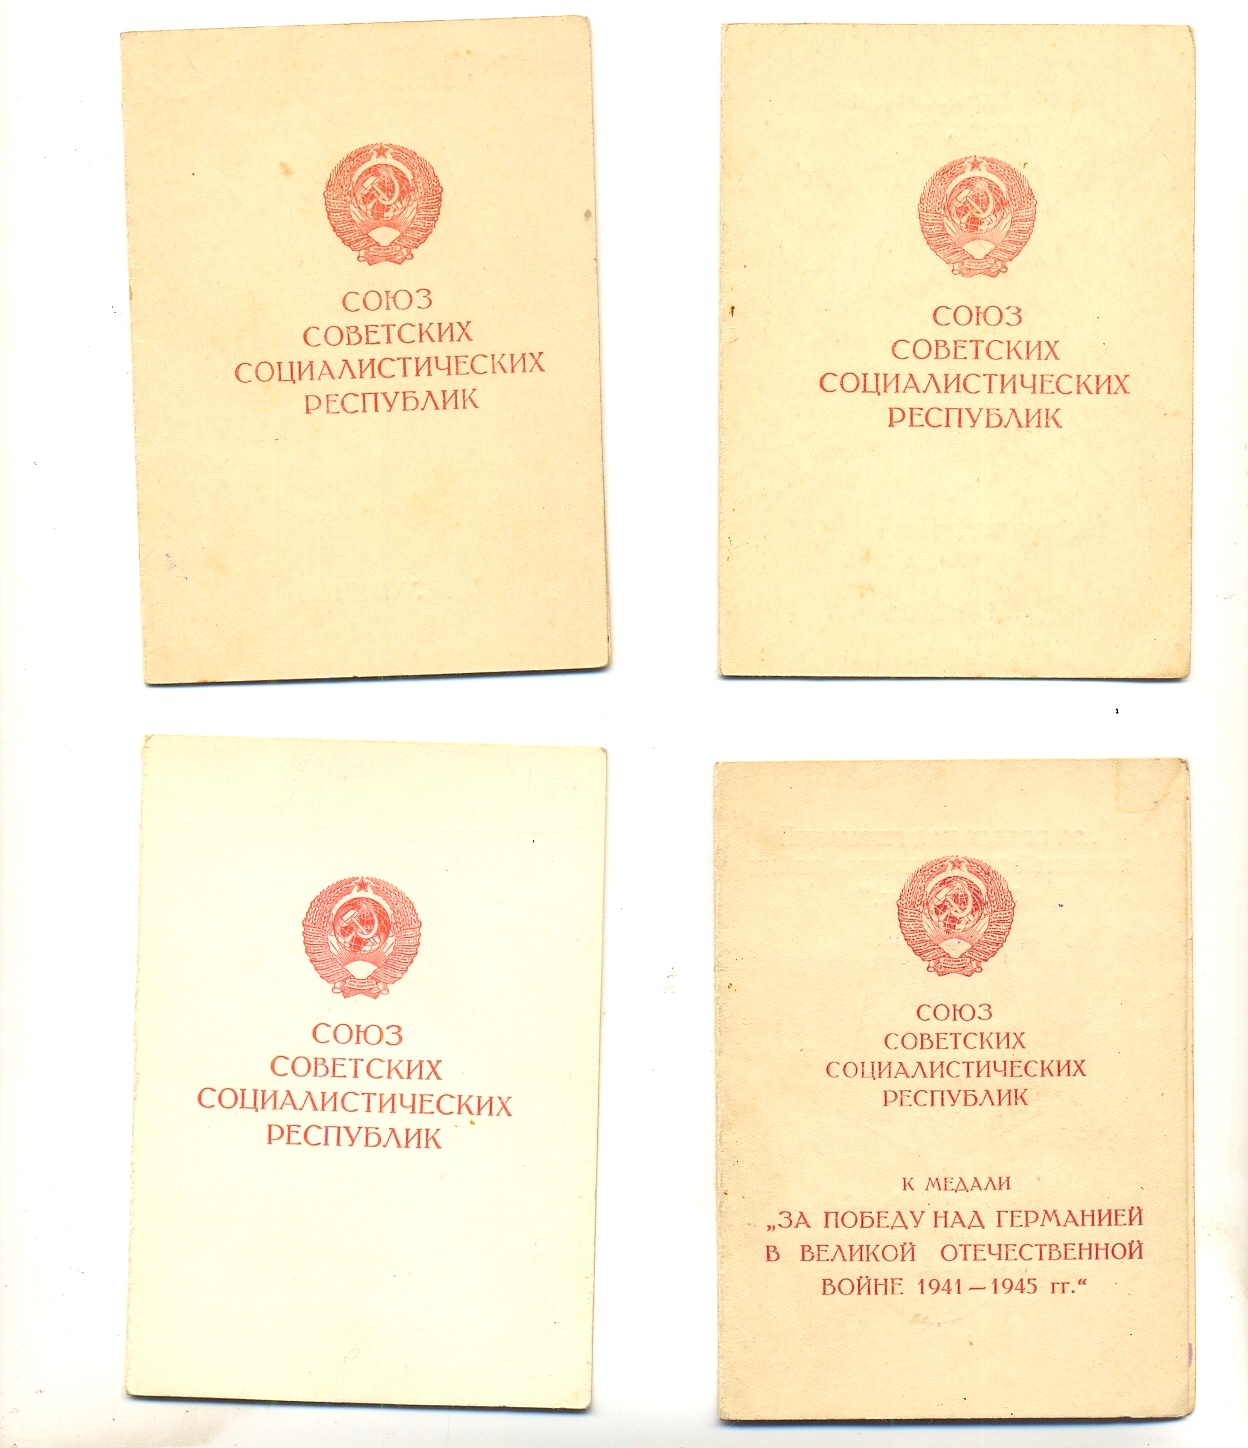 СОЮЗ
СОВЕТСКИХ
СОЦИАЛИСТИЧЕСКИХ
РЕСПУБЛИК
СОЮЗ
СОВЕТСКИХ
СОЦИАЛИСТИЧЕСКИХ
РЕСПУБЛИК
СОЮЗ
СОВЕТСКИХ
СОЦИАЛИСТИЧЕСКИХ
РЕСПУБЛИК
СОЮЗ
СОВЕТСКИХ
СОЦИАЛИСТИЧЕСКИХ
РЕСПУБЛИК
К МЕДАЛИ
„ЗА ПОБЕДУ НАД ГЕРМАНИЕЙ
В ВЕЛИКОЙ ОТЕЧЕСТВЕННОЙ
ВОЙНЕ 1941—1945 гг.“